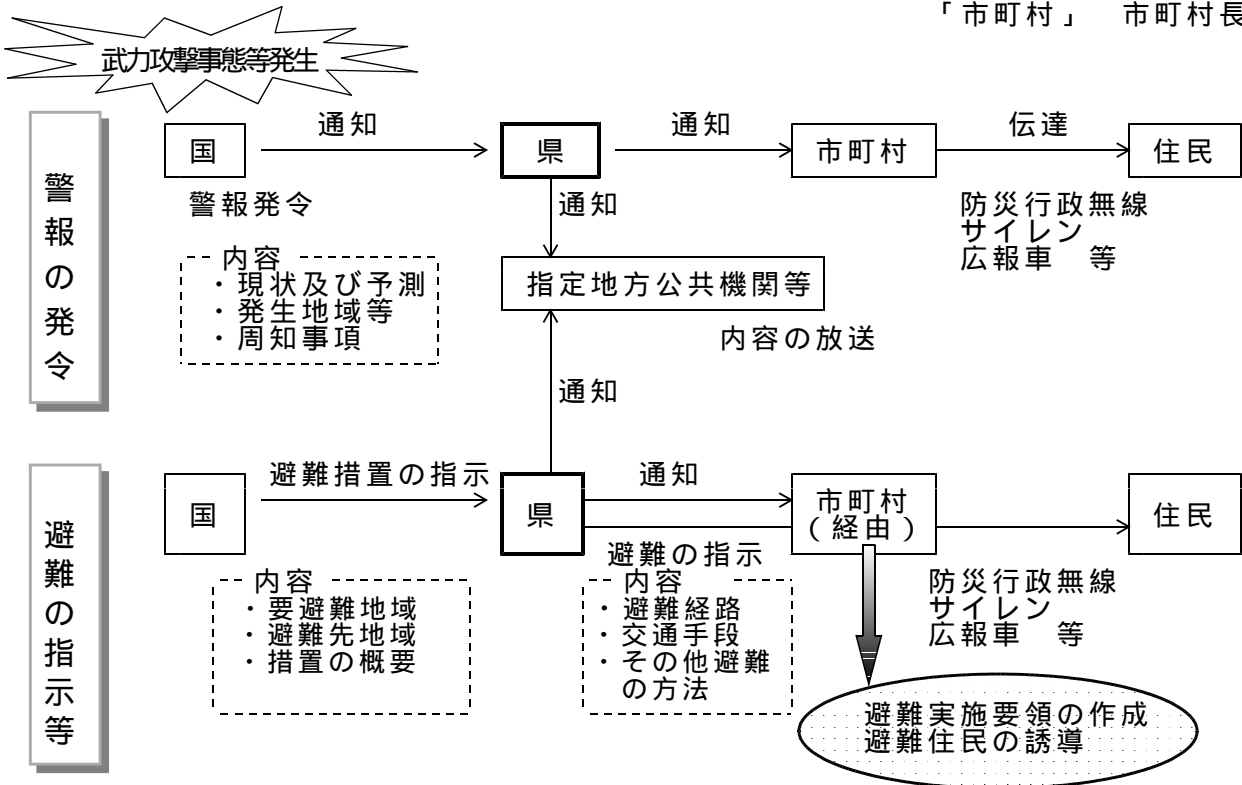 「市町村」 市町村長
武力攻撃事態等発生
警報の発令
国
通知
県
通知
市町村
伝達
住民
警報発令
通知
防災行政無線
サイレン
広報車 等
内容
・現状及び予測
・発生地域等
・周知事項
指定地方公共機関等
内容の放送
通知
避難の指示等
国
避難措置の指示
県
通知
市町村
(経由)
住民
避難の指示
内容
・要避難地域
・避難先地域
・措置の概要
内容
・避難経路
・交通手段
・その他避難
の方法
防災行政無線
サイレン
広報車 等
避難実施要領の作成
避難住民の誘導